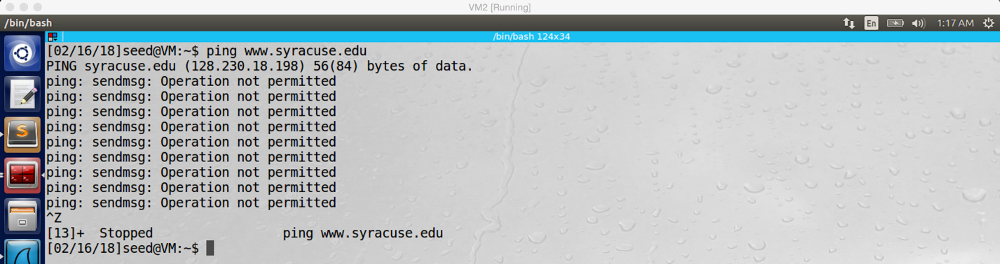 VM2 [Running]
/bin/bash
En
1:17 AM
/bin/bash 124x34
[02/16/18]seed@VM:~$ ping www.syracuse.edu
PING syracuse.edu (128.230.18.198) 56(84) bytes of data.
ping: sendmsg: Operation not permitted
ping: sendmsg: Operation not permitted
ping: sendmsg: Operation not permitted
ping: sendmsg: Operation not permitted
ping: sendmsg: Operation not permitted
ping: sendmsg: Operation not permitted
ping: sendmsg: Operation not permitted
ping: sendmsg: Operation not permitted
ping: sendmsg: Operation not permitted
^Z
[13]+  Stopped                 ping www.syracuse.edu
[02/16/18]seed@VM:~$